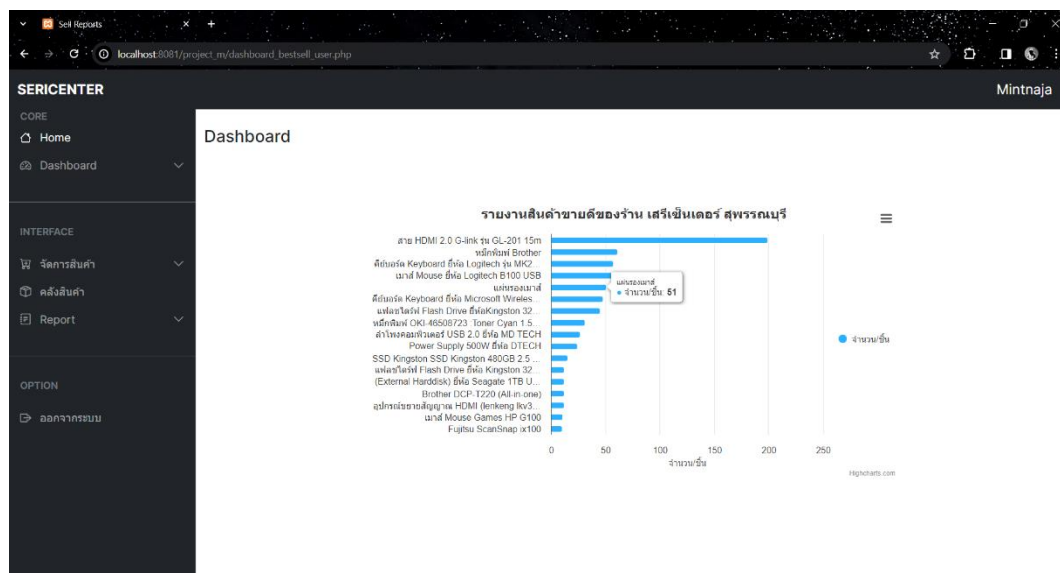 Sell Reports
localhost:8081/project_m/dashboard_bestsell_user.php
SERICENTER
Mintnaja
CORE
Home
Dashboard
INTERFACE
จัดการสินค้า
คลังสินค้า
Report
OPTION
ออกจากระบบ
Dashboard
รายงานสินค้าขายดีของร้าน เสรีเซ็นเตอร์ สุพรรณบุรี
สาย HDMI 2.0 G-link รุ่น GL-201 15m
หมึกพิมพ์ Brother
คีย์บอร์ด Keyboard ยี่ห้อ Logitech รุ่น MK2...
เมาส์ Mouse ยี่ห้อ Logitech B100 USB
แผ่นรองเมาส์
คีย์บอร์ด Keyboard ยี่ห้อ Microsoft Wireles...
แฟลชไดร์ฟ Flash Drive ยี่ห้อKingston 32...
หมึกพิมพ์ OKI-46508723 :Toner Cyan 1.5...
ลำโพงคอมพิวเตอร์ USB 2.0 ยี่ห้อ MD TECH
Power Supply 500W ยี่ห้อ DTECH
SSD Kingston SSD Kingston 480GB 2.5 ...
แฟลชไดร์ฟ Flash Drive ยี่ห้อ Kingston 32...
(External Harddisk) ยี่ห้อ Seagate 1TB U...
Brother DCP-T220 (All-in-one)
อุปกรณ์ขยายสัญญาณ HDMI (lenkeng lkv3...
เมาส์ Mouse Games HP G100
Fujitsu ScanSnap ix100
แผ่นรองเมาส์
จำนวน/ชิ้น: 51
จำนวน/ชิ้น
0 50 100 150 200 250
จำนวน/ชิ้น
Highcharts.com